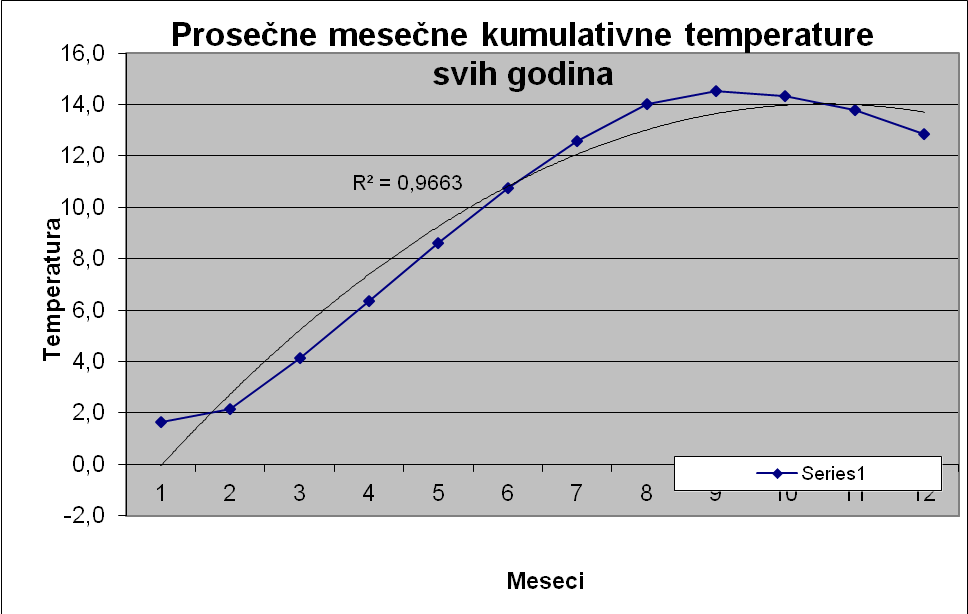 Prosečne mesečne kumulativne temperature
svih godina
16,0
14,0
12,0
10,0
8,0
6,0
4,0
2,0
0,0
-2,0
Temperatura
R² = 0,9663
Series1
1 2 3 4 5 6 7 8 9 10 11 12
Meseci